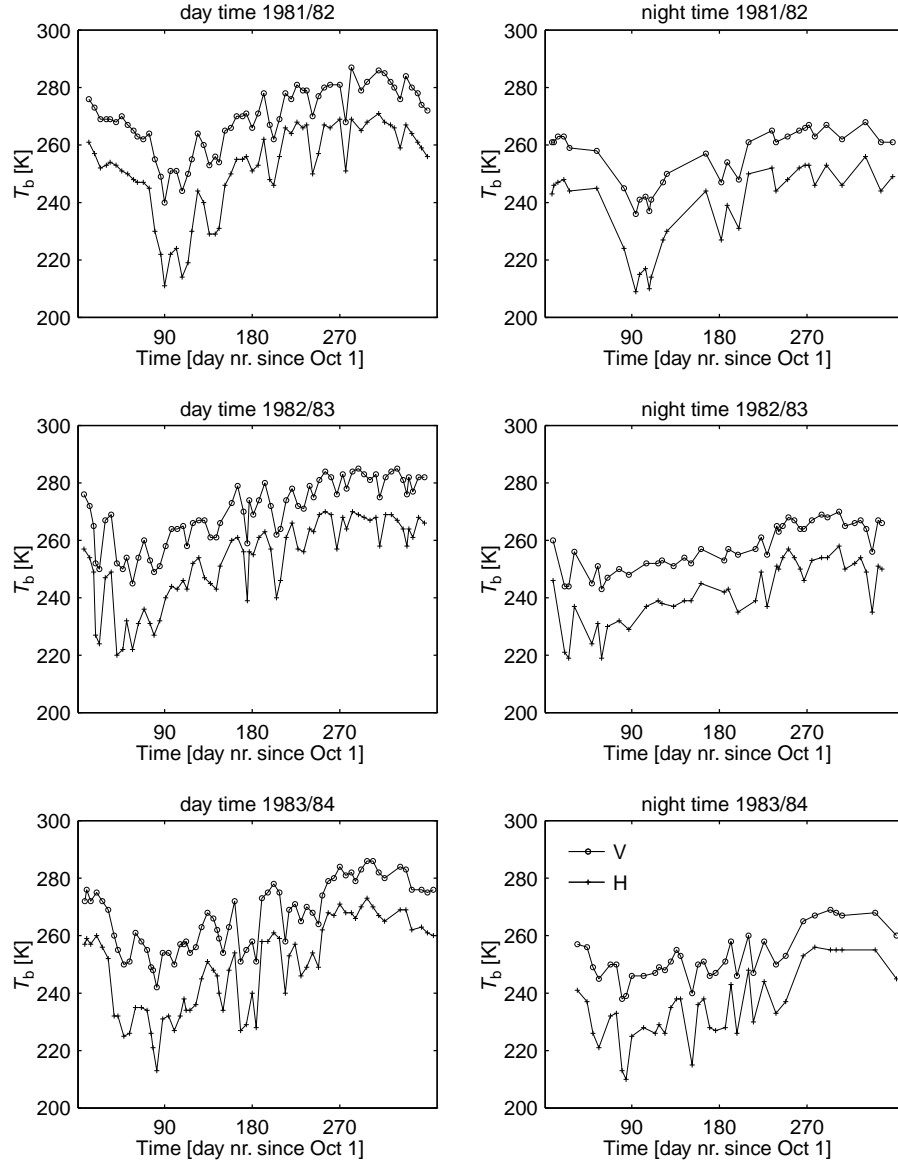 day time 1981/82
300
280
260
240
220
200
T_b [K]
90 180 270
Time [day nr. since Oct 1]
night time 1981/82
300
280
260
240
220
200
T_b [K]
90 180 270
Time [day nr. since Oct 1]
day time 1982/83
300
280
260
240
220
200
T_b [K]
90 180 270
Time [day nr. since Oct 1]
night time 1982/83
300
280
260
240
220
200
T_b [K]
90 180 270
Time [day nr. since Oct 1]
day time 1983/84
300
280
260
240
220
200
T_b [K]
90 180 270
Time [day nr. since Oct 1]
night time 1983/84
300
280
260
240
220
200
T_b [K]
V
H
90 180 270
Time [day nr. since Oct 1]